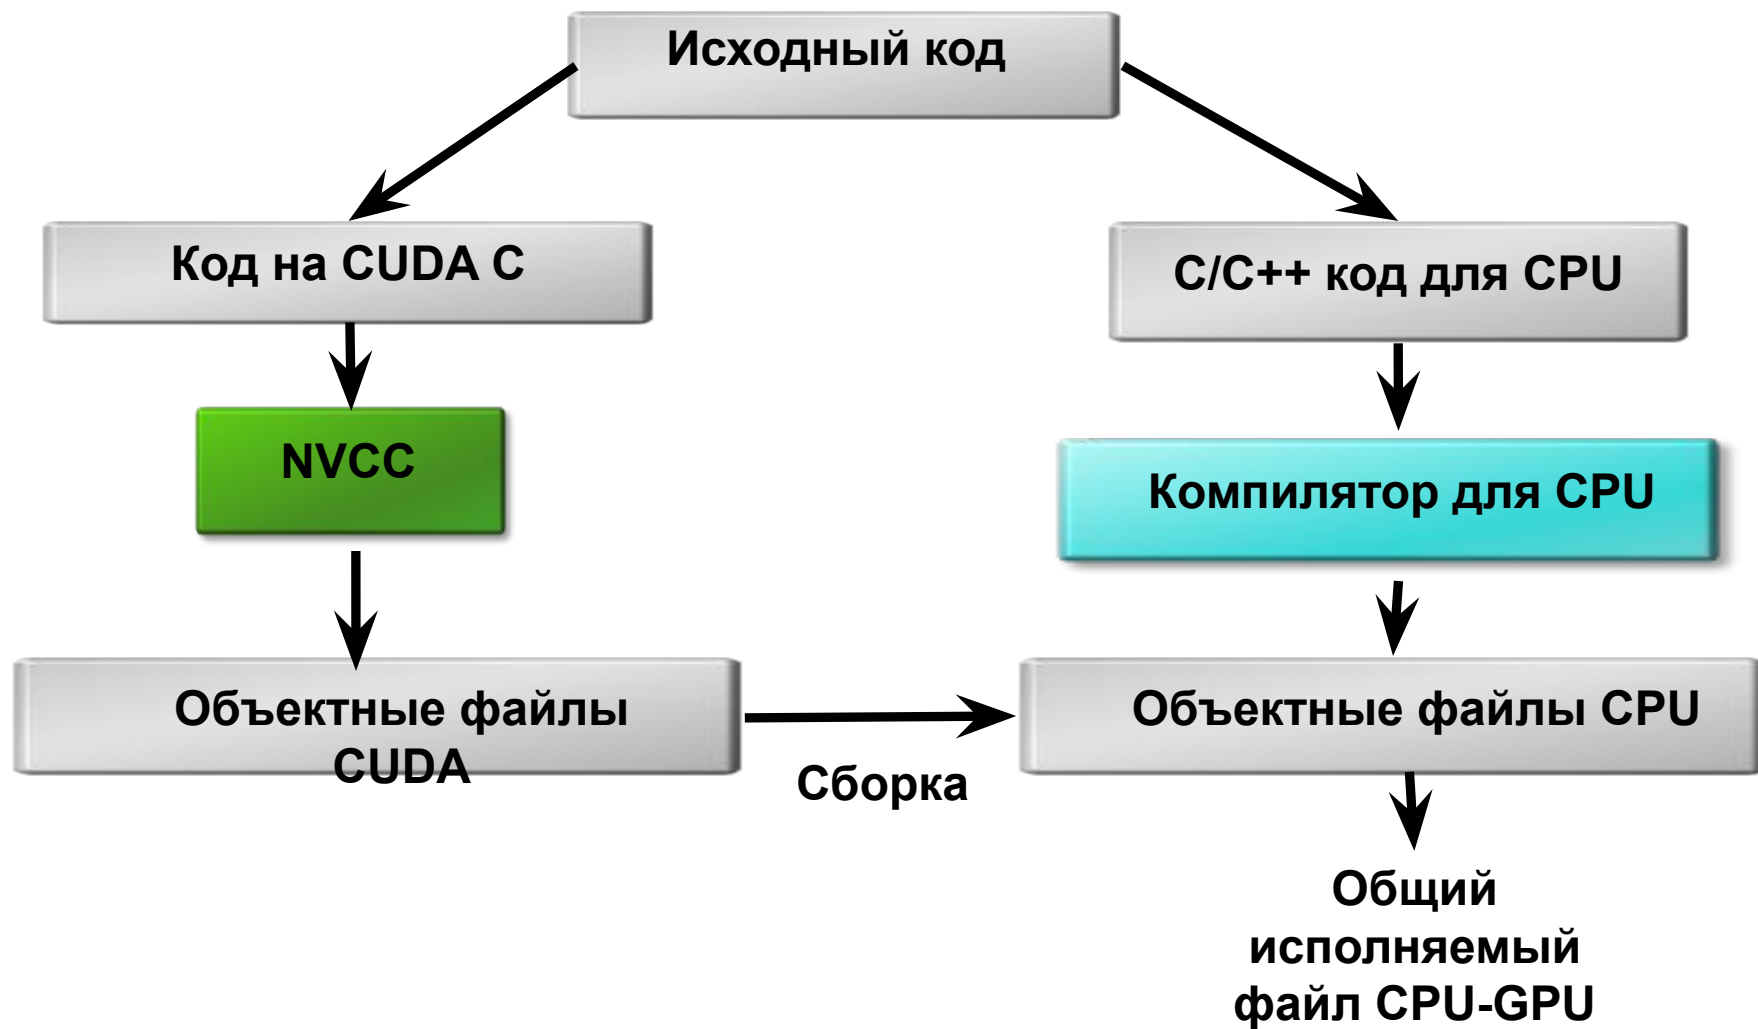 Исходный код
Код на CUDA C
C/C++ код для CPU
NVCC
Компилятор для CPU
Объектные файлы
CUDA
Объектные файлы CPU
Сборка
Общий
исполняемый
файл CPU-GPU